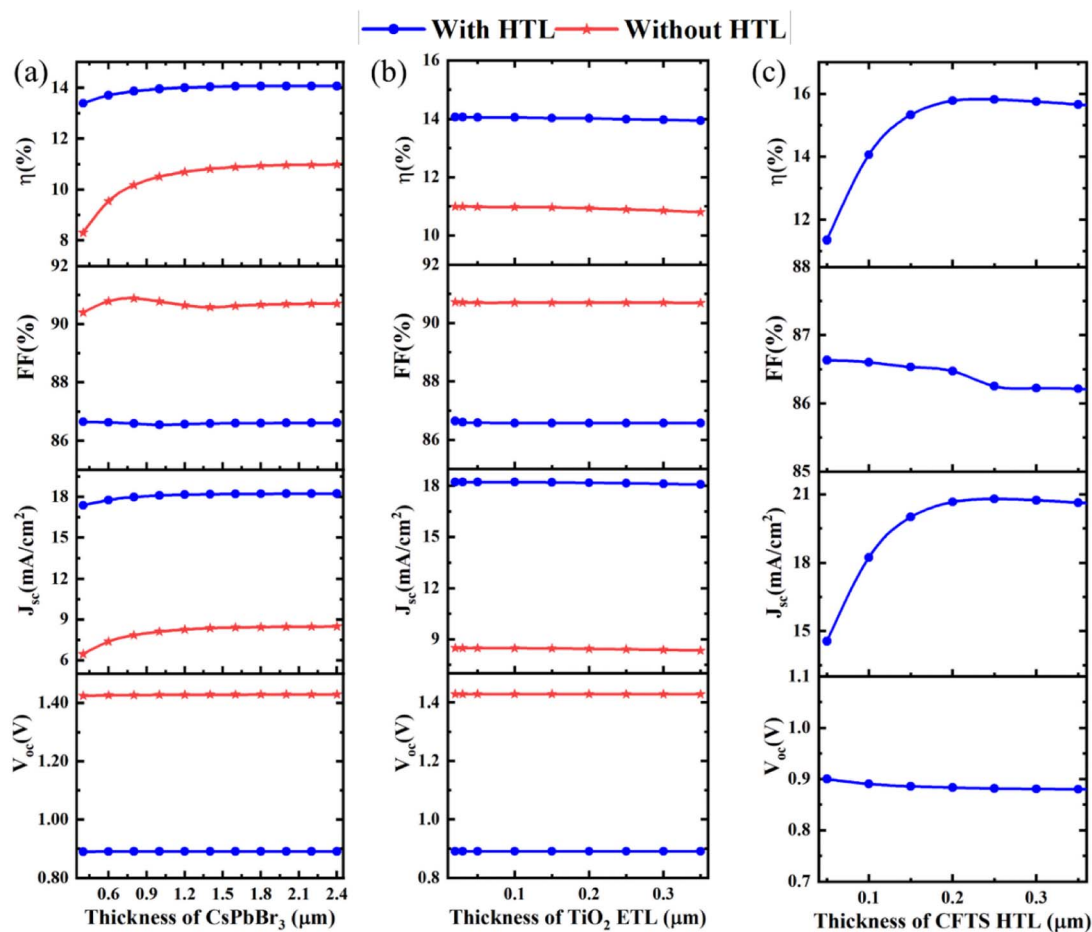 With HTL Without HTL
(a)
η(%)
14
12
10
8
FF(%)
92
90
88
86
Jsc(mA/cm²)
18
15
12
9
6
Voc(V)
1.40
1.20
1.00
0.80
0.6 0.9 1.2 1.5 1.8 2.1 2.4
Thickness of CsPbBr₃ (μm)
(b)
η(%)
16
14
12
10
FF(%)
92
90
88
86
Jsc(mA/cm²)
18
15
12
9
Voc(V)
1.4
1.2
1.0
0.8
0.1 0.2 0.3
Thickness of TiO₂ ETL (μm)
(c)
η(%)
16
14
12
FF(%)
88
87
86
85
Jsc(mA/cm²)
21
18
15
Voc(V)
1.1
1.0
0.9
0.8
0.7
0.1 0.2 0.3
Thickness of CFTS HTL (μm)